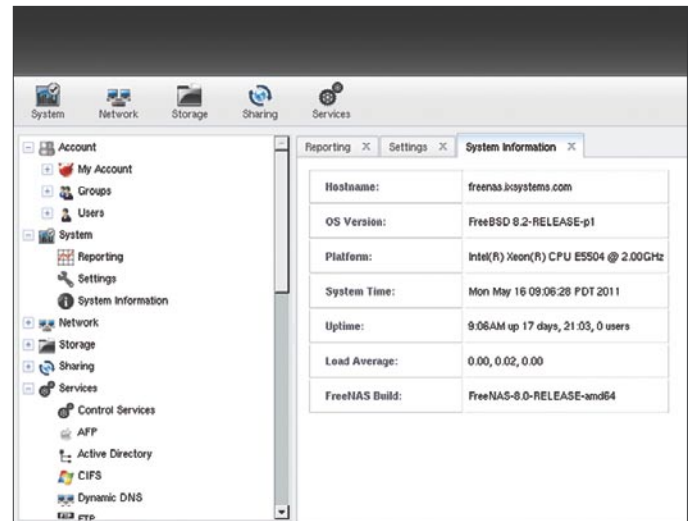 System Network Storage Sharing Services
Account
My Account
Groups
Users
System
Reporting
Settings
System Information
Network
Storage
Sharing
Services
Control Services
AFP
Active Directory
CIFS
Dynamic DNS
FTP
Reporting X Settings X System Information X
Hostname: freenas.ixsystems.com
OS Version: FreeBSD 8.2-RELEASE-p1
Platform: Intel(R) Xeon(R) CPU E5504 @ 2.00GHz
System Time: Mon May 16 09:06:28 PDT 2011
Uptime: 9:06AM up 17 days, 21:03, 0 users
Load Average: 0.00, 0.02, 0.00
FreeNAS Build: FreeNAS-8.0-RELEASE-amd64